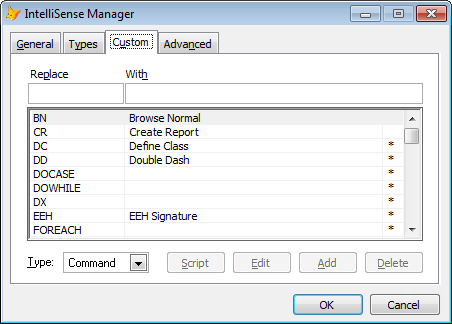 IntelliSense Manager
General Types Custom Advanced
Replace With
BN Browse Normal
CR Create Report
DC Define Class *
DD Double Dash *
DOCASE *
DOWHILE *
DX *
EEH EEH Signature *
FOREACH *
Type: Command Script Edit Add Delete
OK Cancel